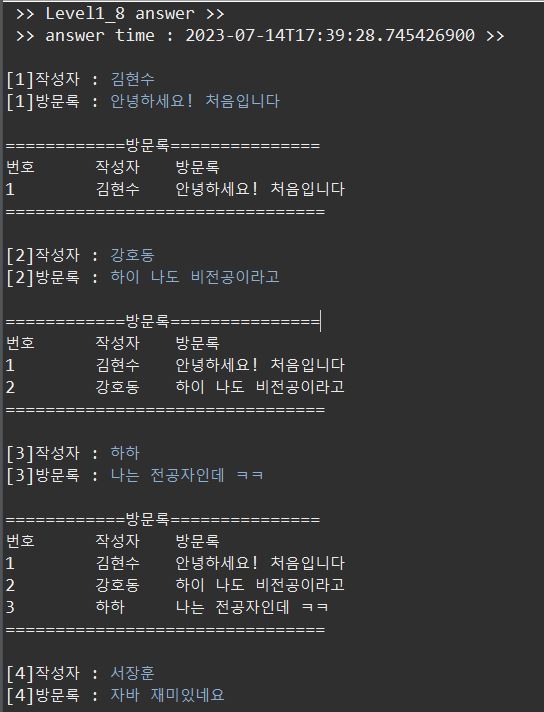 >> Level1_8 answer >>
>> answer time : 2023-07-14T17:39:28.745426900 >>
[1]작성자 : 김현수
[1]방문록 : 안녕하세요! 처음입니다
============방문록===============
번호 작성자 방문록
1 김현수 안녕하세요! 처음입니다
================================
[2]작성자 : 강호동
[2]방문록 : 하이 나도 비전공이라고
============방문록===============
번호 작성자 방문록
1 김현수 안녕하세요! 처음입니다
2 강호동 하이 나도 비전공이라고
================================
[3]작성자 : 하하
[3]방문록 : 나는 전공자인데 ㅋㅋ
============방문록===============
번호 작성자 방문록
1 김현수 안녕하세요! 처음입니다
2 강호동 하이 나도 비전공이라고
3 하하 나는 전공자인데 ㅋㅋ
================================
[4]작성자 : 서장훈
[4]방문록 : 자바 재미있네요